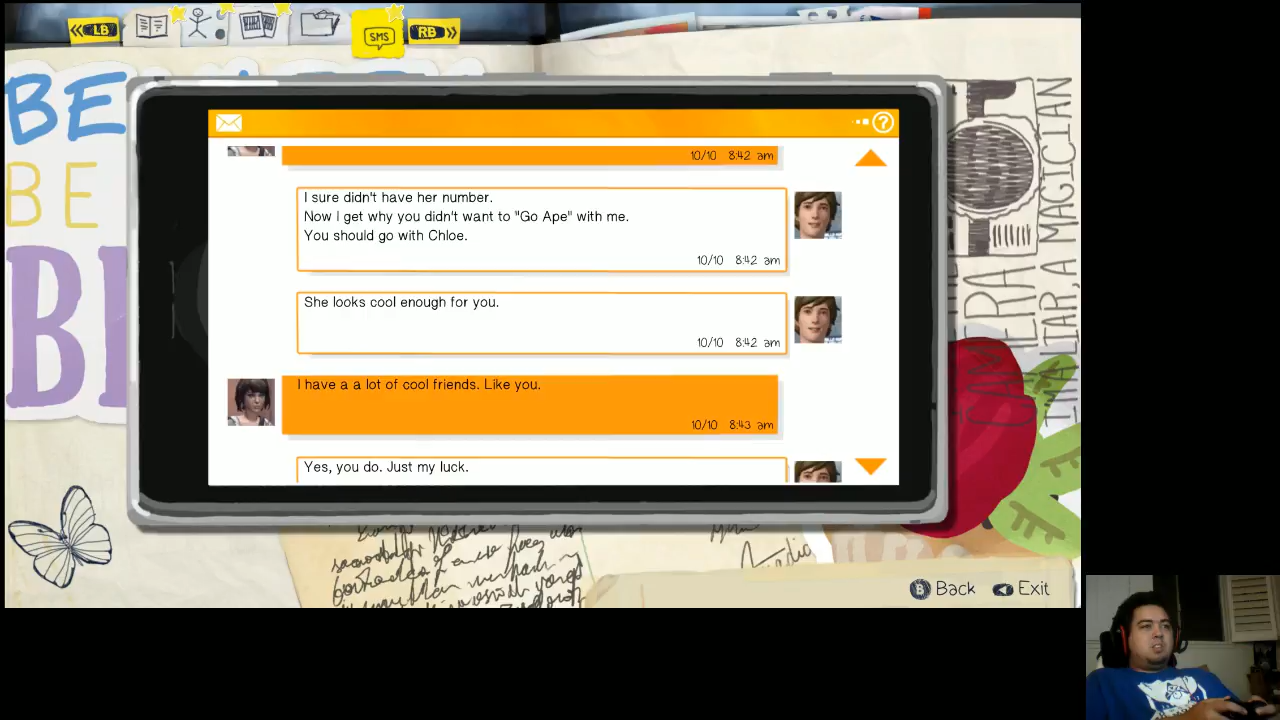 LB
SMS
RB
10/10 8:42 am
I sure didn't have her number.
Now I get why you didn't want to "Go Ape" with me.
You should go with Chloe.
10/10 8:42 am
She looks cool enough for you.
10/10 8:42 am
I have a a lot of cool friends. Like you.
10/10 8:43 am
Yes, you do. Just my luck.
?
BE
BE
LIAR, A MAGICIAN
B Back
Exit